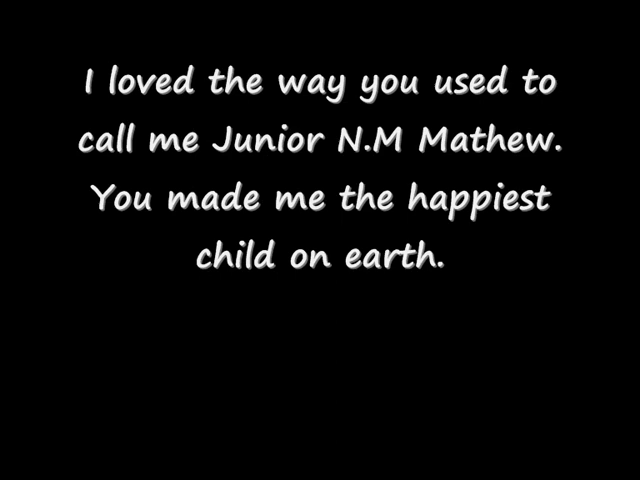 I loved the way you used to
call me Junior N.M Mathew.
You made me the happiest
child on earth.